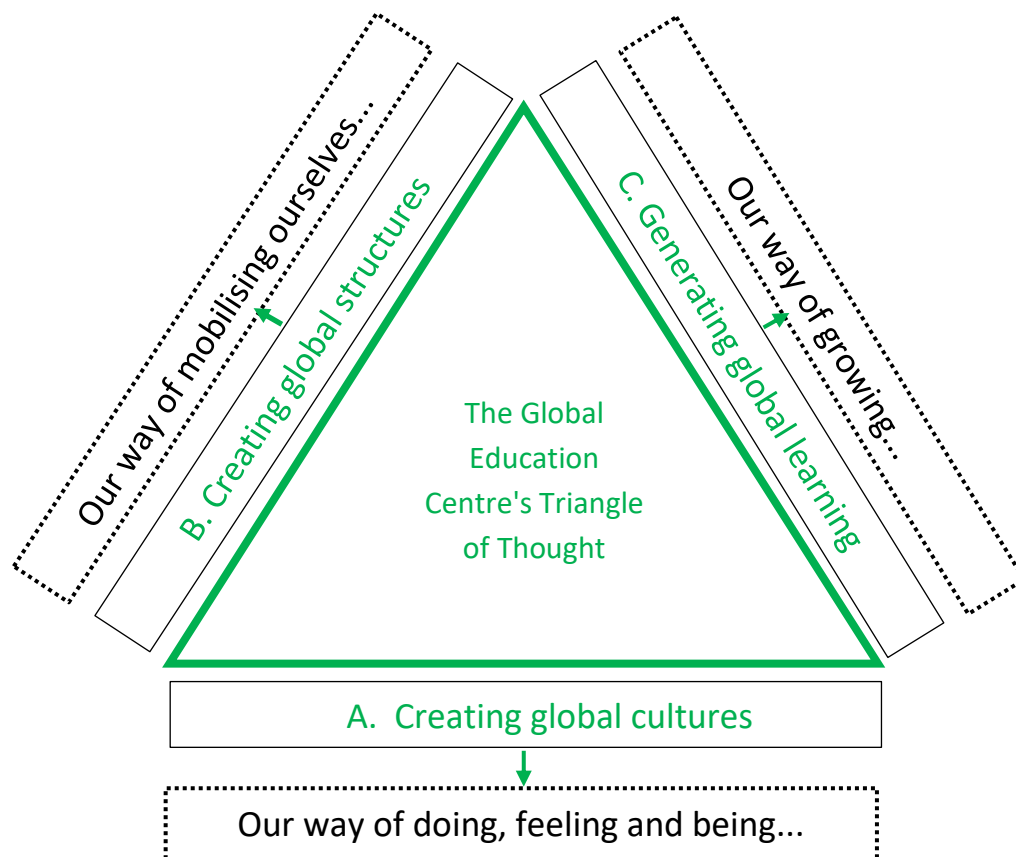 Our way of mobilising ourselves...
B. Creating global structures
C. Generating global learning
Our way of growing...
The Global
Education
Centre's Triangle
of Thought
A. Creating global cultures
Our way of doing, feeling and being...